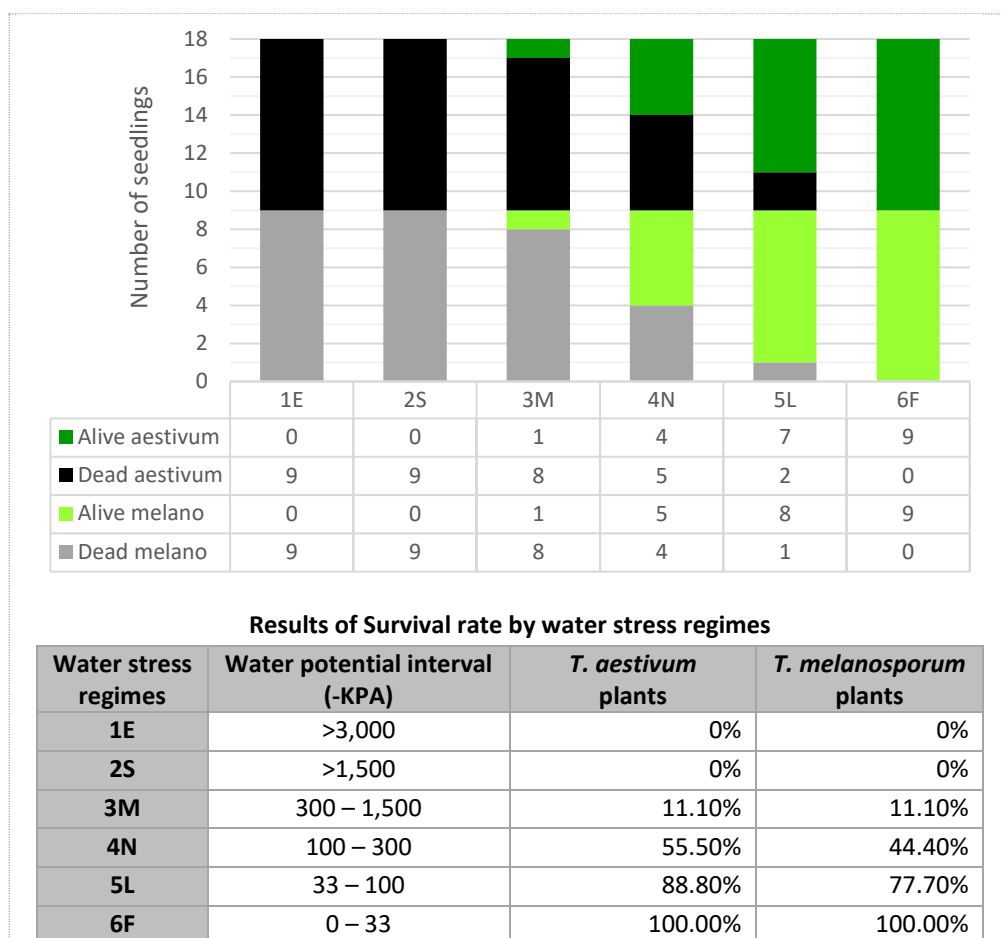 18
16
14
12
10
8
6
4
2
0
Number of seedlings
1E 2S 3M 4N 5L 6F
Alive aestivum 0 0 1 4 7 9
Dead aestivum 9 9 8 5 2 0
Alive melano 0 0 1 5 8 9
Dead melano 9 9 8 4 1 0
Results of Survival rate by water stress regimes
Water stress regimes Water potential interval (-KPA) T. aestivum plants T. melanosporum plants
1E >3,000 0% 0%
2S >1,500 0% 0%
3M 300 – 1,500 11.10% 11.10%
4N 100 – 300 55.50% 44.40%
5L 33 – 100 88.80% 77.70%
6F 0 – 33 100.00% 100.00%